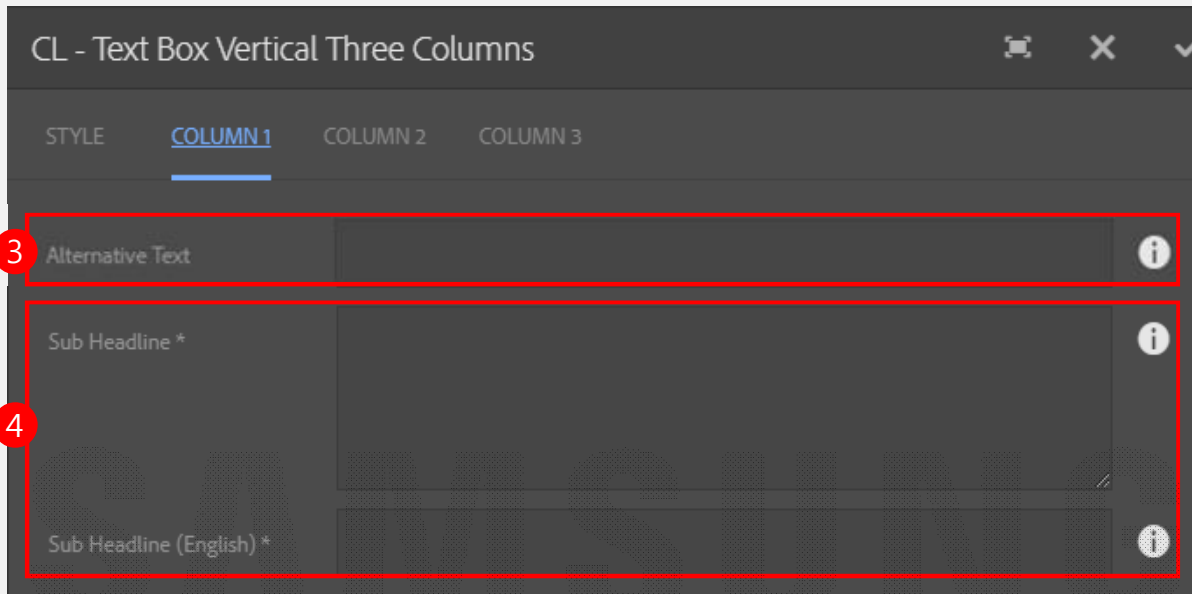 CL - Text Box Vertical Three Columns
STYLE COLUMN 1 COLUMN 2 COLUMN 3
3 Alternative Text
Sub Headline *
4
Sub Headline (English) *
SAMSUNG